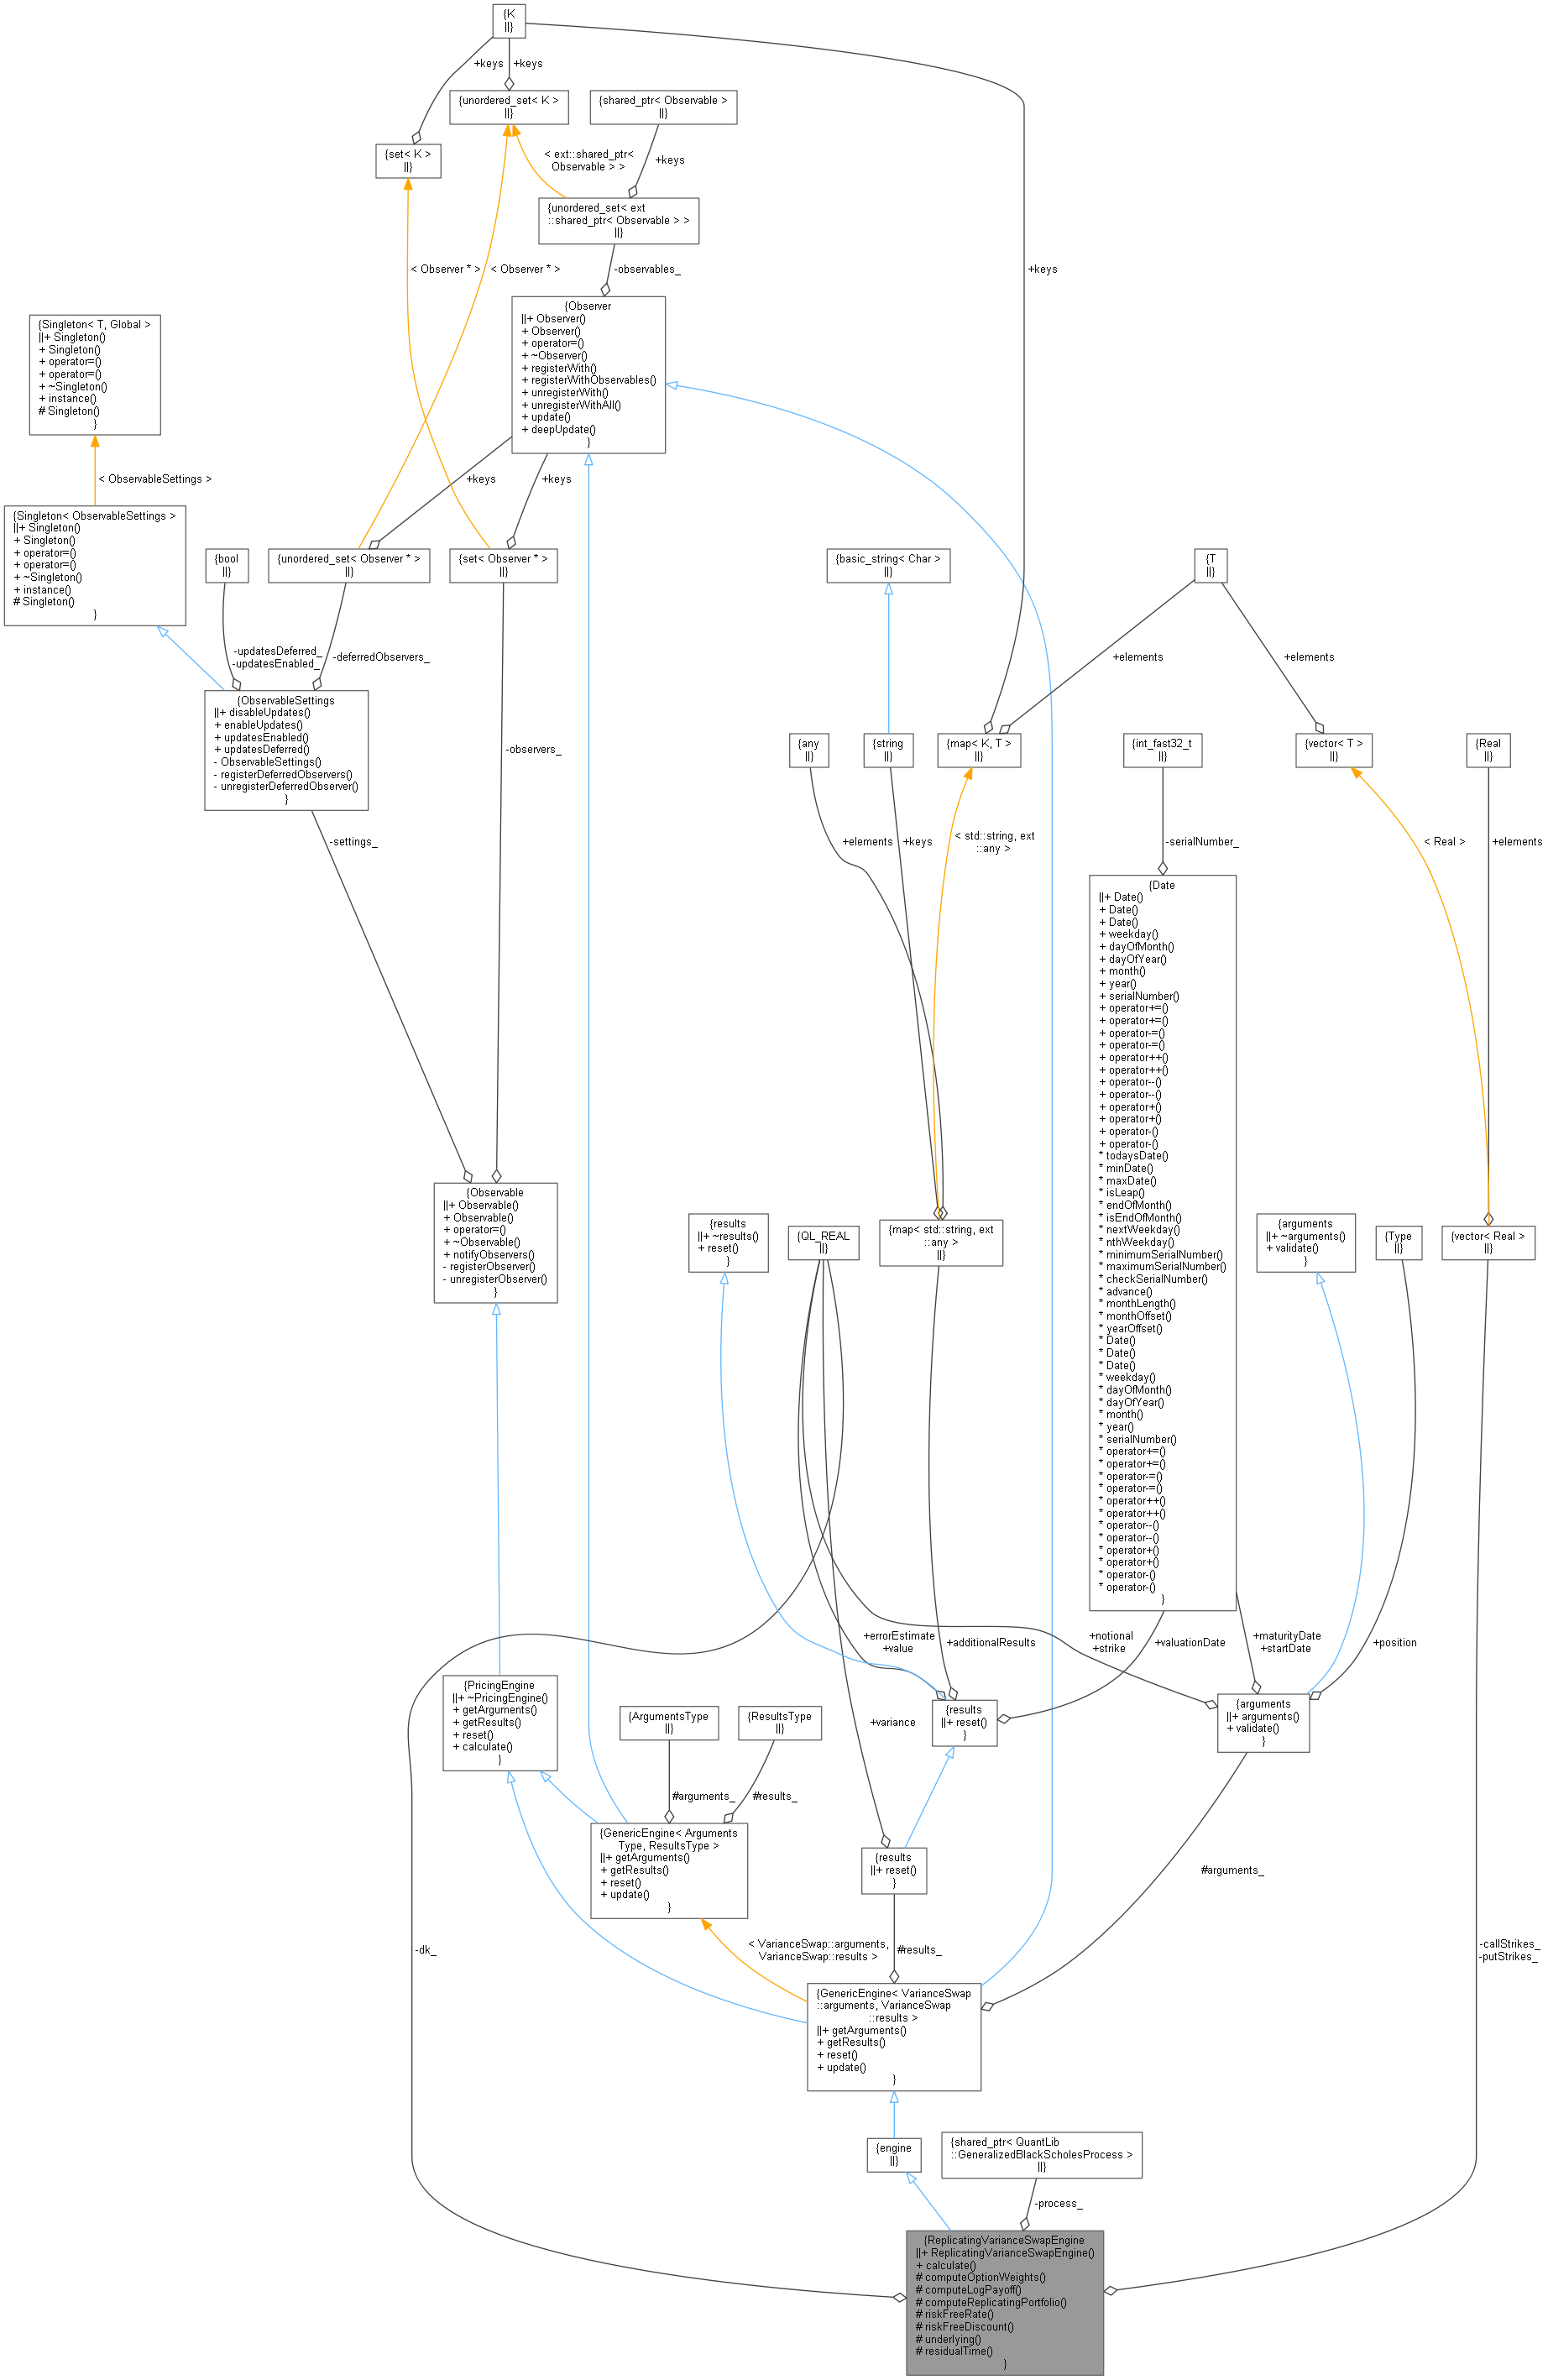 {K
||}
+keys
+keys
{unordered_set< K >
||}
{shared_ptr< Observable >
||}
{set< K >
||}
< ext::shared_ptr<
Observable > >
+keys
{unordered_set< ext
::shared_ptr< Observable > >
||}
< Observer * >
< Observer * >
-observables_
+keys
{Observer
||+ Observer()
+ Observer()
+ operator=()
+ ~Observer()
+ registerWith()
+ registerWithObservables()
+ unregisterWith()
+ unregisterWithAll()
+ update()
+ deepUpdate()
}
{Singleton< T, Global >
||+ Singleton()
+ Singleton()
+ operator=()
+ operator=()
+ ~Singleton()
+ instance()
# Singleton()
}
< ObservableSettings >
+keys
+keys
{Singleton< ObservableSettings >
||+ Singleton()
+ Singleton()
+ operator=()
+ operator=()
+ ~Singleton()
+ instance()
# Singleton()
}
{bool
||}
{unordered_set< Observer * >
||}
{set< Observer * >
||}
{basic_string< Char >
||}
{T
||}
-updatesDeferred_
-updatesEnabled_
-deferredObservers_
+elements
+elements
{ObservableSettings
||+ disableUpdates()
+ enableUpdates()
+ updatesEnabled()
+ updatesDeferred()
- ObservableSettings()
- registerDeferredObservers()
- unregisterDeferredObserver()
}
-observers_
{any
||}
{string
||}
{map< K, T >
||}
{int_fast32_t
||}
{vector< T >
||}
{Real
||}
-settings_
+elements
+keys
< std::string, ext
::any >
-serialNumber_
< Real >
+elements
{Date
||+ Date()
+ Date()
+ Date()
+ weekday()
+ dayOfMonth()
+ dayOfYear()
+ month()
+ year()
+ serialNumber()
+ operator+=()
+ operator+=()
+ operator-=()
+ operator-=()
+ operator++()
+ operator++()
+ operator--()
+ operator--()
+ operator+()
+ operator+()
+ operator-()
+ operator-()
* todaysDate()
* minDate()
* maxDate()
* isLeap()
* endOfMonth()
* isEndOfMonth()
* nextWeekday()
* nthWeekday()
* minimumSerialNumber()
* maximumSerialNumber()
* checkSerialNumber()
* advance()
* monthLength()
* monthOffset()
* yearOffset()
* Date()
* Date()
* Date()
* weekday()
* dayOfMonth()
* dayOfYear()
* month()
* year()
* serialNumber()
* operator+=()
* operator+=()
* operator-=()
* operator-=()
* operator++()
* operator++()
* operator--()
* operator--()
* operator+()
* operator+()
* operator-()
* operator-()
}
{Observable
||+ Observable()
+ Observable()
+ operator=()
+ ~Observable()
+ notifyObservers()
- registerObserver()
- unregisterObserver()
}
{results
||+ ~results()
+ reset()
}
{QL_REAL
||}
{map< std::string, ext
::any >
||}
{arguments
||+ ~arguments()
+ validate()
}
{Type
||}
{vector< Real >
||}
+errorEstimate
+value
+additionalResults
+notional
+strike
+valuationDate
+maturityDate
+startDate
+position
{PricingEngine
||+ ~PricingEngine()
+ getArguments()
+ getResults()
+ reset()
+ calculate()
}
{ArgumentsType
||}
{ResultsType
||}
+variance
{results
||+ reset()
}
{arguments
||+ arguments()
+ validate()
}
#arguments_
#results_
{GenericEngine< Arguments
Type, ResultsType >
||+ getArguments()
+ getResults()
+ reset()
+ update()
}
{results
||+ reset()
}
#arguments_
-dk_
< VarianceSwap::arguments,
VarianceSwap::results >
#results_
-callStrikes_
-putStrikes_
{GenericEngine< VarianceSwap
::arguments, VarianceSwap
::results >
||+ getArguments()
+ getResults()
+ reset()
+ update()
}
{engine
||}
{shared_ptr< QuantLib
::GeneralizedBlackScholesProcess >
||}
-process_
{ReplicatingVarianceSwapEngine
||+ ReplicatingVarianceSwapEngine()
+ calculate()
# computeOptionWeights()
# computeLogPayoff()
# computeReplicatingPortfolio()
# riskFreeRate()
# riskFreeDiscount()
# underlying()
# residualTime()
}